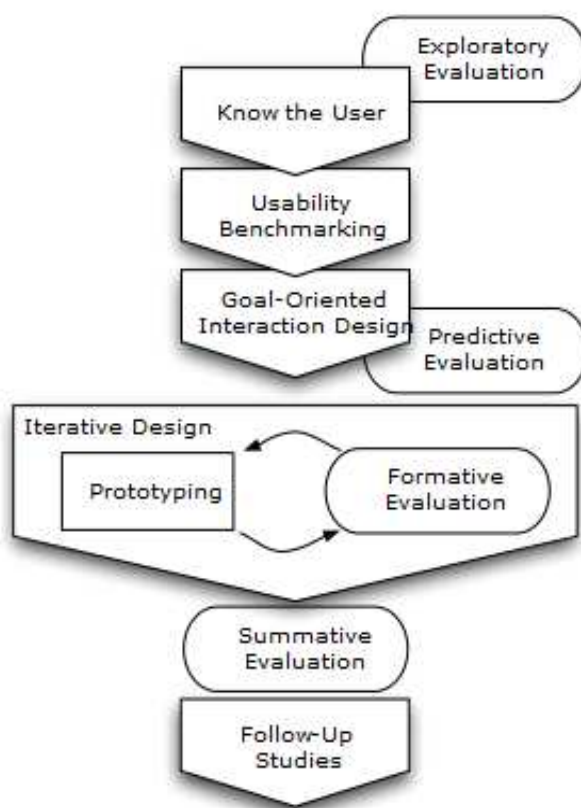 Exploratory
Evaluation
Know the User
Usability
Benchmarking
Goal-Oriented
Interaction Design
Predictive
Evaluation
Iterative Design
Prototyping
Formative
Evaluation
Summative
Evaluation
Follow-Up
Studies